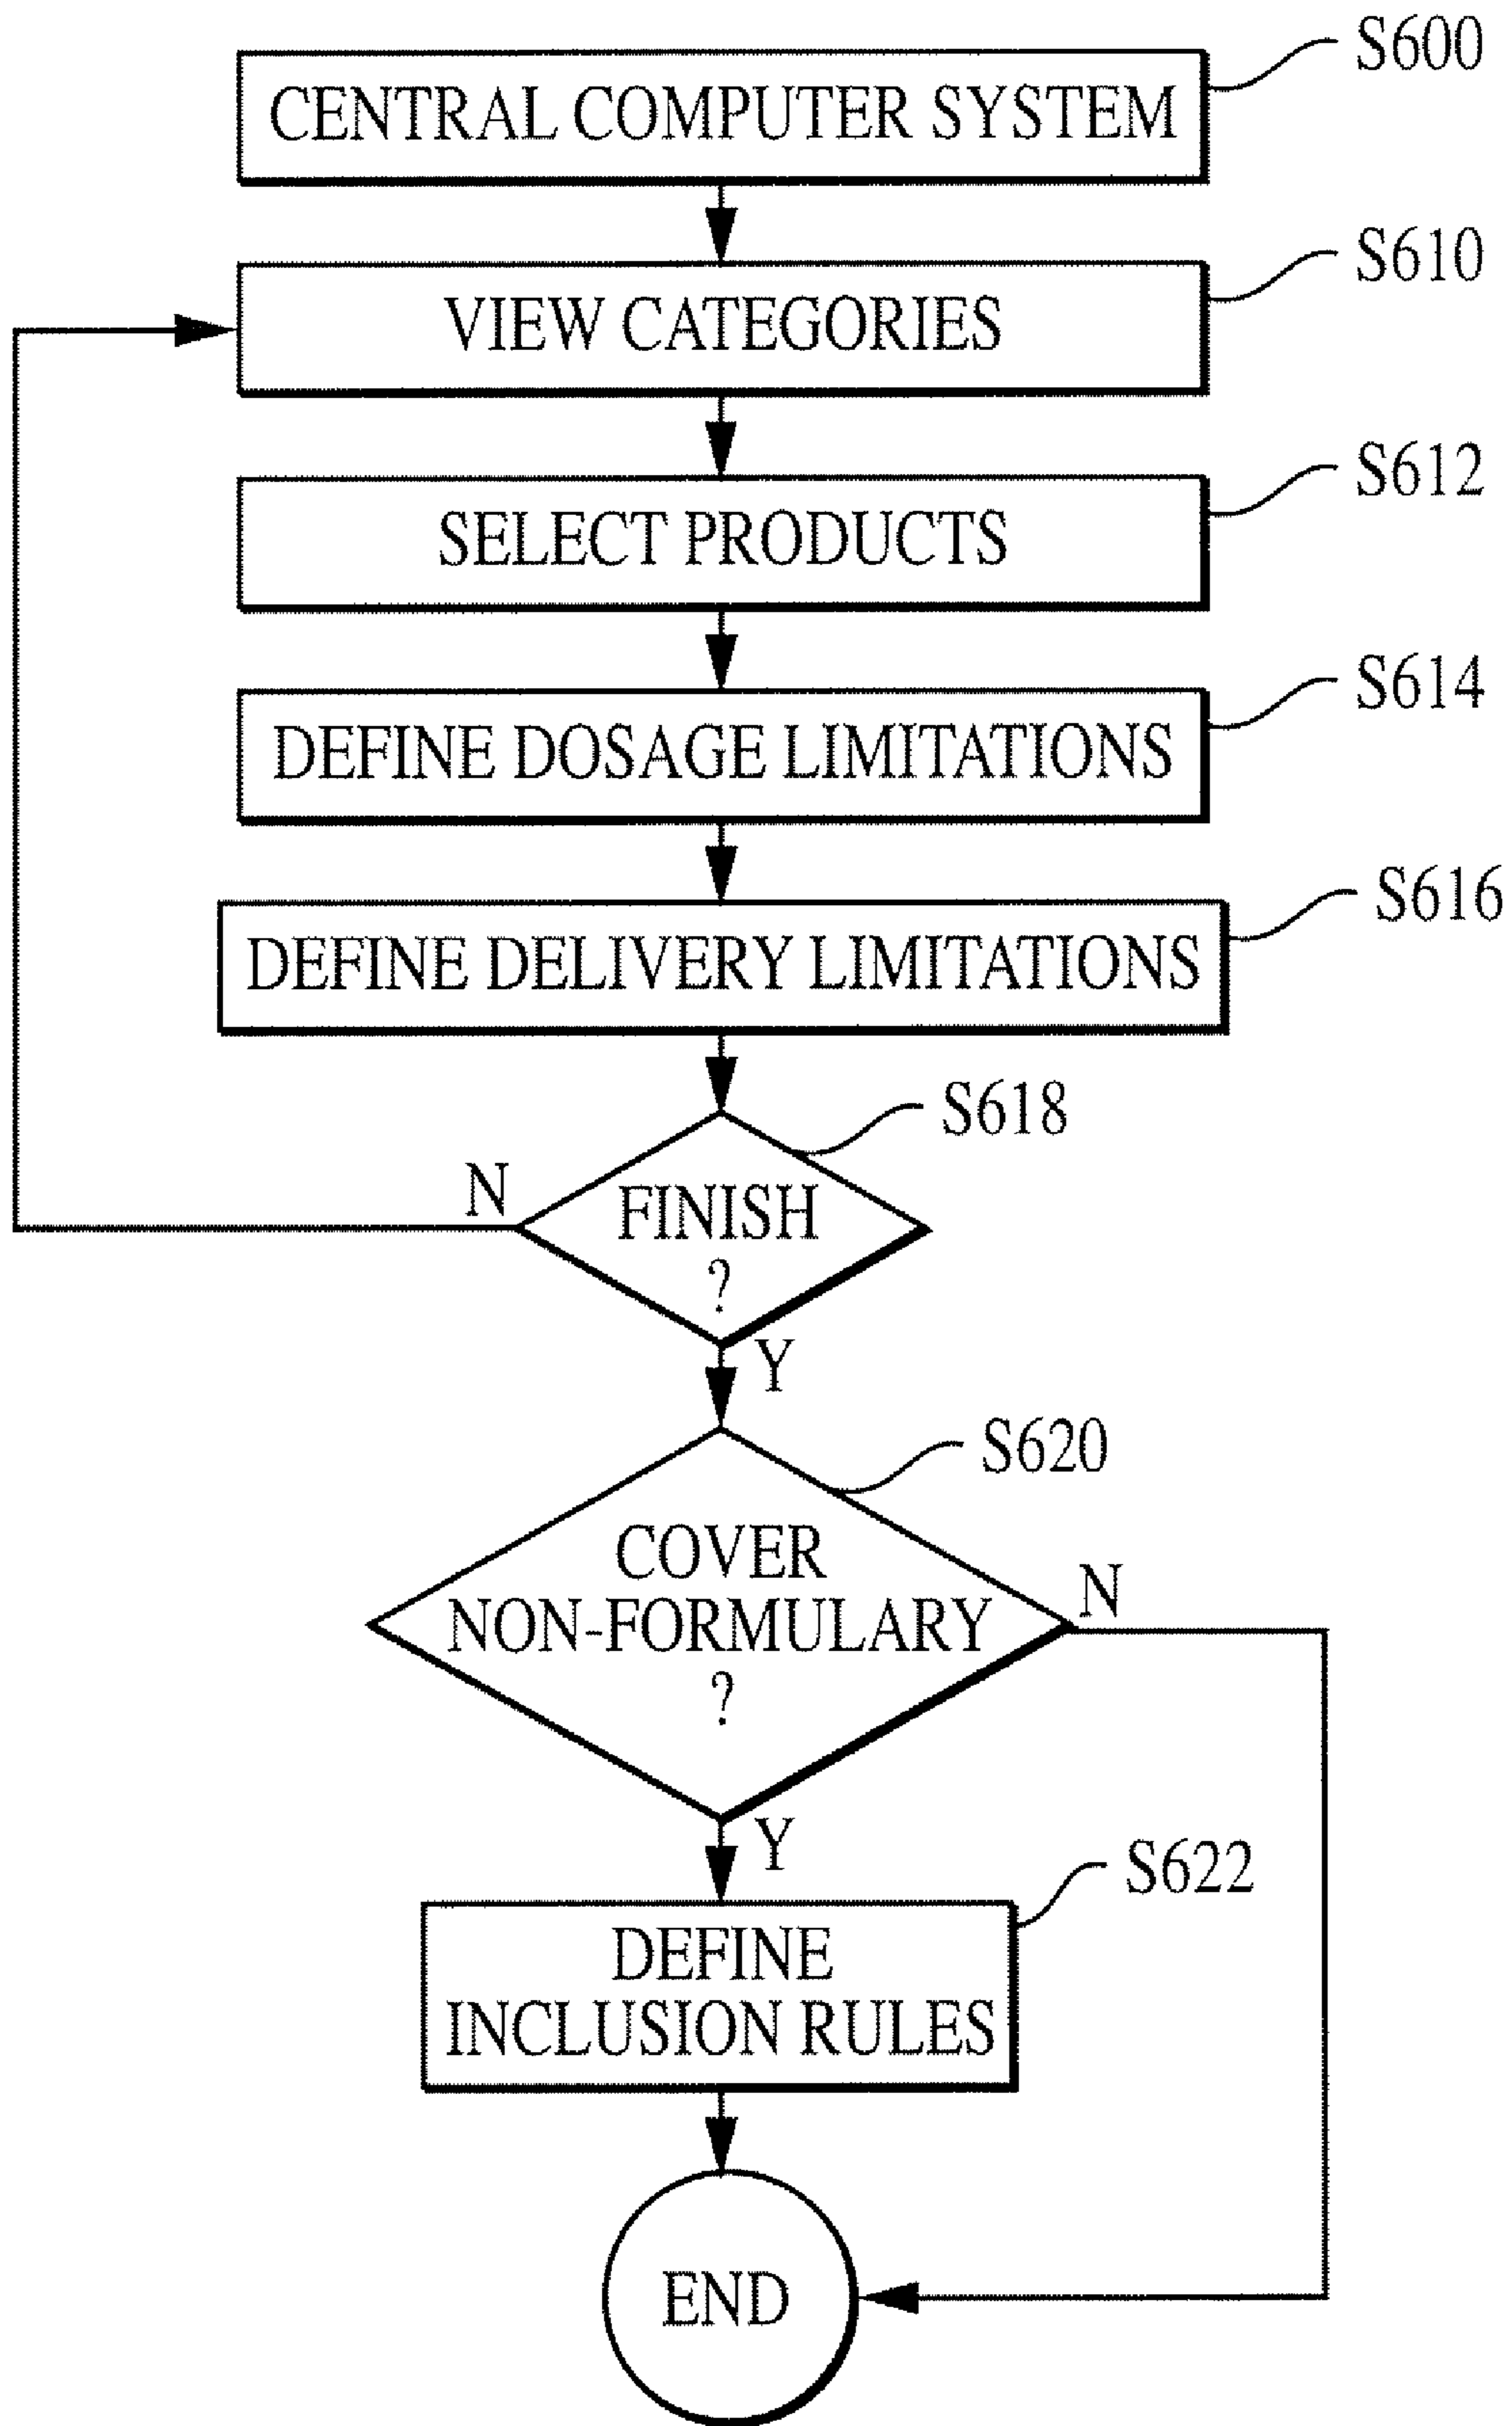 S600
CENTRAL COMPUTER SYSTEM
S610
VIEW CATEGORIES
S612
SELECT PRODUCTS
S614
DEFINE DOSAGE LIMITATIONS
S616
DEFINE DELIVERY LIMITATIONS
S618
N
FINISH
?
Y
S620
COVER
NON-FORMULARY
?
N
Y
S622
DEFINE
INCLUSION RULES
END